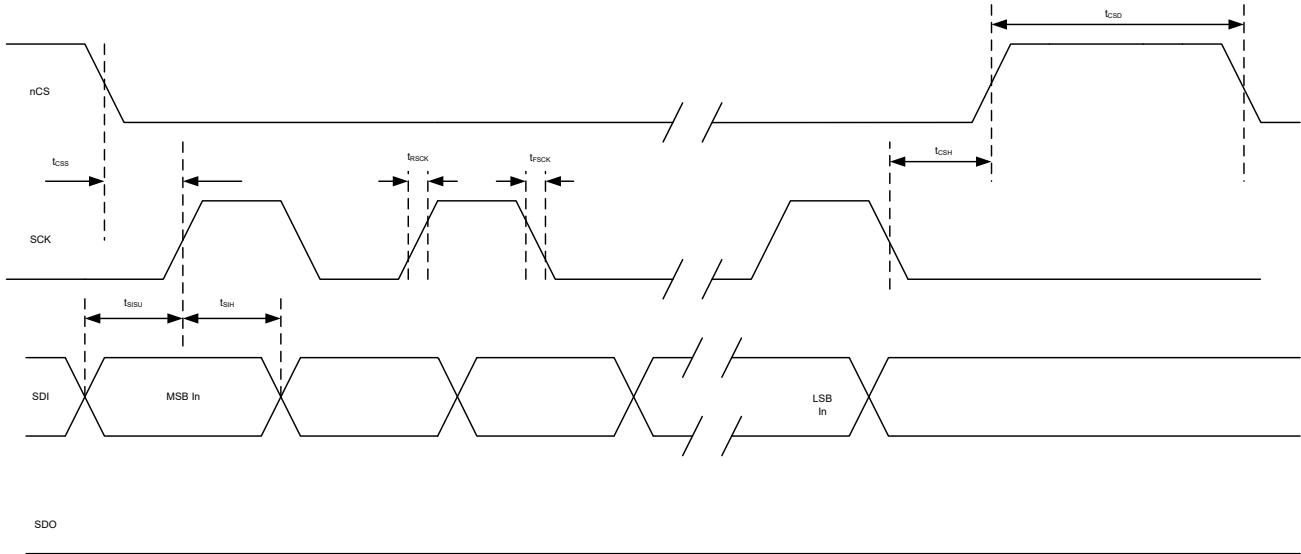 tCSD
nCS
tCSS
tRSCK
tFSCK
tCSH
SCK
tSISU
tSIH
SDI
MSB In
LSB
In
SDO